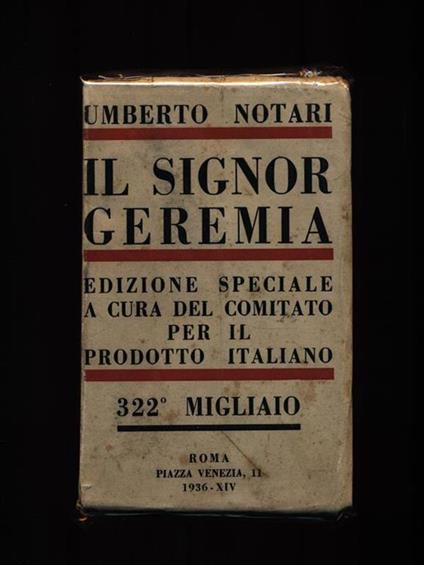 UMBERTO NOTARI
IL SIGNOR
GEREMIA
EDIZIONE SPECIALE
A CURA DEL COMITATO
PER IL
PRODOTTO ITALIANO
322° MIGLIAIO
ROMA
PIAZZA VENEZIA, 11
1936-XIV